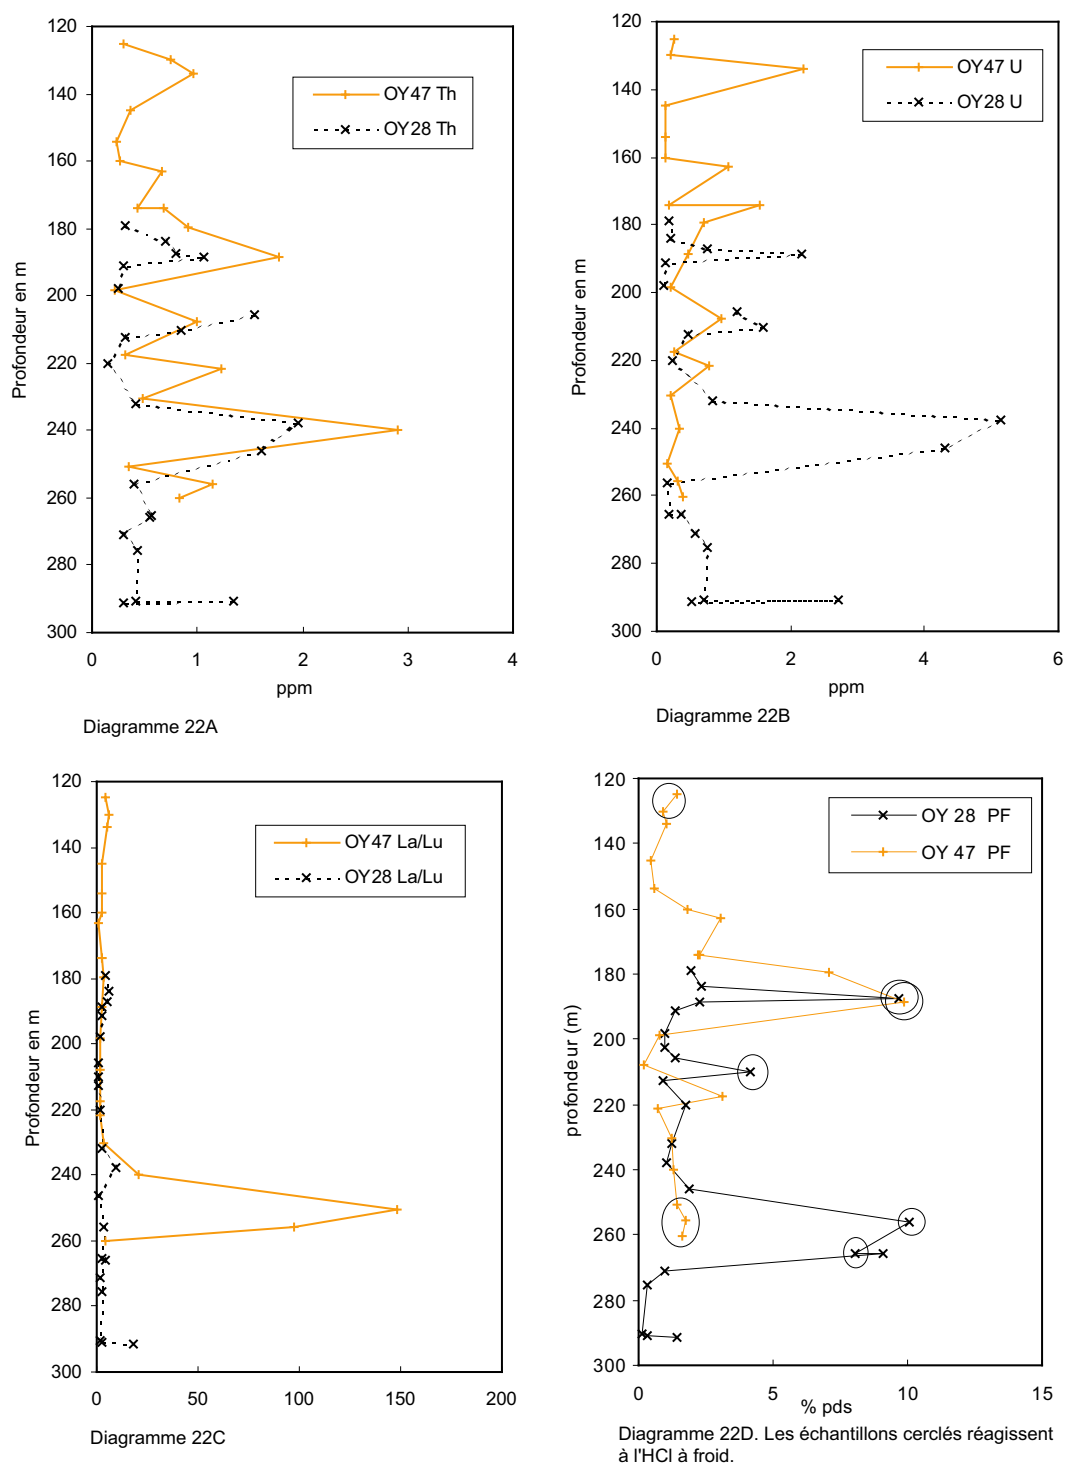 120
140
160
180
200
220
240
260
280
300
Profondeur en m
OY47 Th
OY28 Th
0 1 2 3 4
ppm
Diagramme 22A
120
140
160
180
200
220
240
260
280
300
Profondeur en m
OY47 U
OY28 U
0 2 4 6
ppm
Diagramme 22B
120
140
160
180
200
220
240
260
280
300
Profondeur en m
OY47 La/Lu
OY28 La/Lu
0 50 100 150 200
Diagramme 22C
120
140
160
180
200
220
240
260
280
300
profondeur (m)
OY 28 PF
OY 47 PF
0 5 10 15
% pds
Diagramme 22D. Les échantillons cerclés réagissent
à l'HCl à froid.